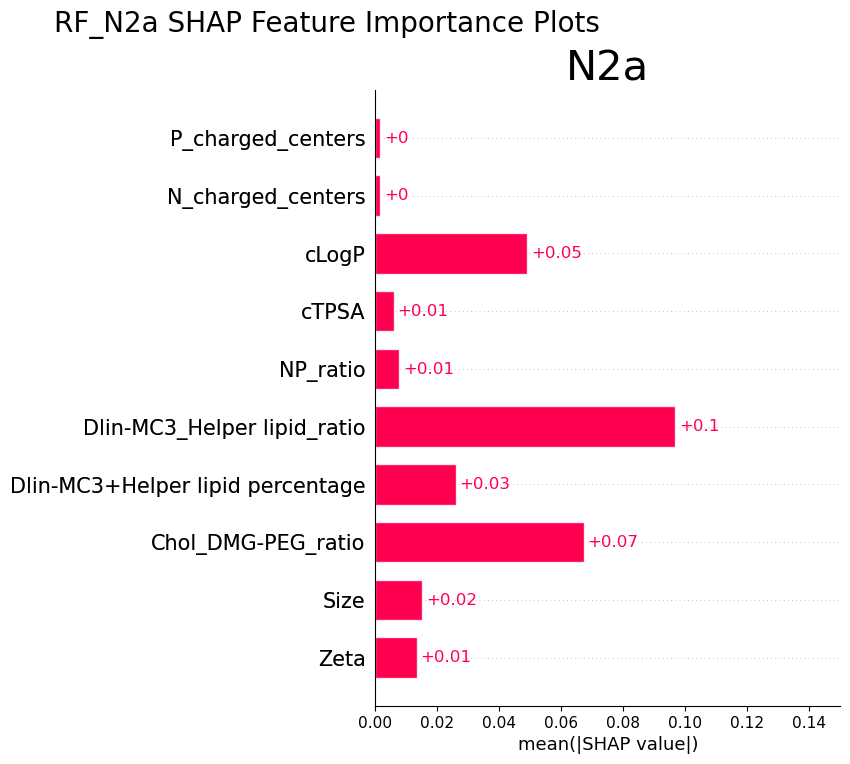 RF_N2a SHAP Feature Importance Plots
N2a
P_charged_centers +0
N_charged_centers +0
cLogP +0.05
cTPSA +0.01
NP_ratio +0.01
Dlin-MC3_Helper lipid_ratio +0.1
Dlin-MC3+Helper lipid percentage +0.03
Chol_DMG-PEG_ratio +0.07
Size +0.02
Zeta +0.01
0.00 0.02 0.04 0.06 0.08 0.10 0.12 0.14
mean(|SHAP value|)